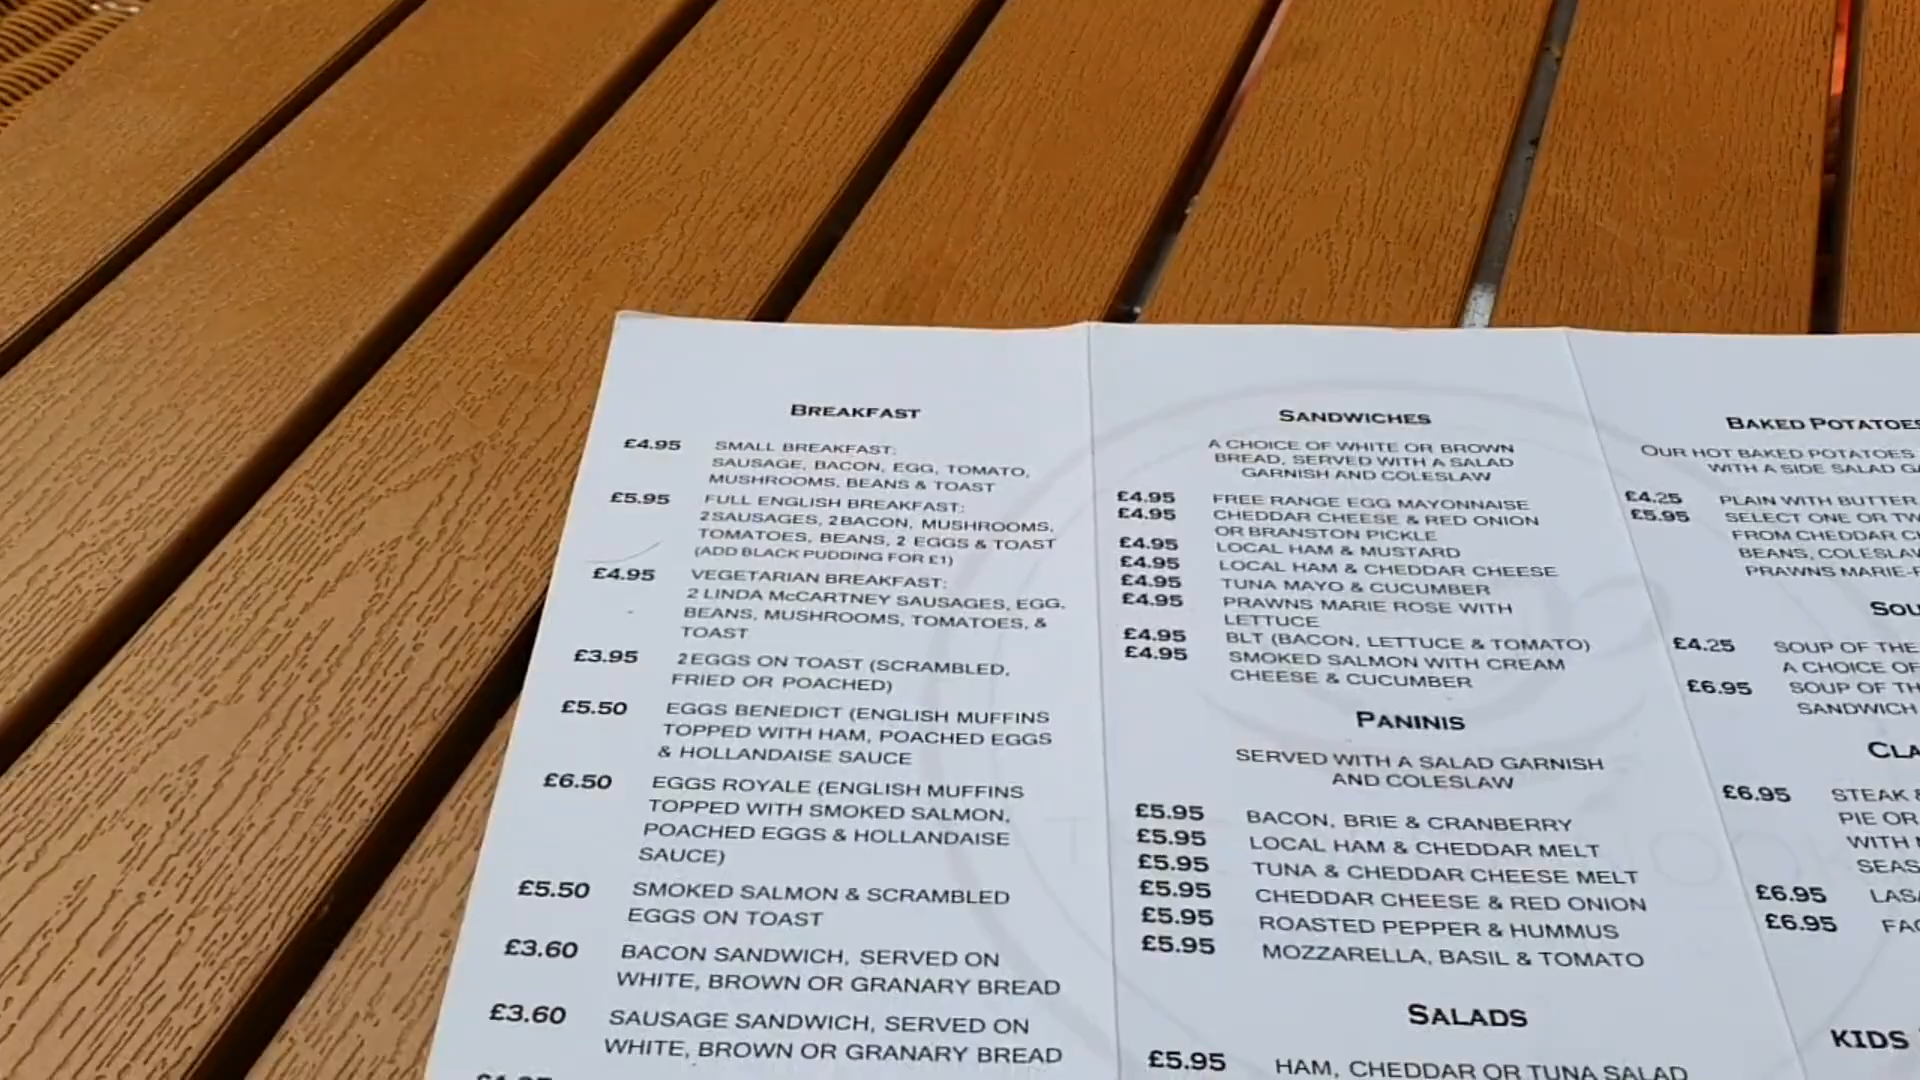 BREAKFAST
£4.95 SMALL BREAKFAST:
SAUSAGE, BACON, EGG, TOMATO,
MUSHROOMS, BEANS & TOAST
£5.95 FULL ENGLISH BREAKFAST:
2 SAUSAGES, 2 BACON, MUSHROOMS,
TOMATOES, BEANS, 2 EGGS & TOAST
(ADD BLACK PUDDING FOR £1)
£4.95 VEGETARIAN BREAKFAST:
2 LINDA McCARTNEY SAUSAGES, EGG,
BEANS, MUSHROOMS, TOMATOES, &
TOAST
£3.95 2 EGGS ON TOAST (SCRAMBLED,
FRIED OR POACHED)
£5.50 EGGS BENEDICT (ENGLISH MUFFINS
TOPPED WITH HAM, POACHED EGGS
& HOLLANDAISE SAUCE
£6.50 EGGS ROYALE (ENGLISH MUFFINS
TOPPED WITH SMOKED SALMON,
POACHED EGGS & HOLLANDAISE
SAUCE)
£5.50 SMOKED SALMON & SCRAMBLED
EGGS ON TOAST
£3.60 BACON SANDWICH, SERVED ON
WHITE, BROWN OR GRANARY BREAD
£3.60 SAUSAGE SANDWICH, SERVED ON
WHITE, BROWN OR GRANARY BREAD
SANDWICHES
A CHOICE OF WHITE OR BROWN
BREAD, SERVED WITH A SALAD
GARNISH AND COLESLAW
£4.95 FREE RANGE EGG MAYONNAISE
£4.95 CHEDDAR CHEESE & RED ONION
OR BRANSTON PICKLE
£4.95 LOCAL HAM & MUSTARD
£4.95 LOCAL HAM & CHEDDAR CHEESE
£4.95 TUNA MAYO & CUCUMBER
£4.95 PRAWNS MARIE ROSE WITH
LETTUCE
£4.95 BLT (BACON, LETTUCE & TOMATO)
£4.95 SMOKED SALMON WITH CREAM
CHEESE & CUCUMBER
PANINIS
SERVED WITH A SALAD GARNISH
AND COLESLAW
£5.95 BACON, BRIE & CRANBERRY
£5.95 LOCAL HAM & CHEDDAR MELT
£5.95 TUNA & CHEDDAR CHEESE MELT
£5.95 CHEDDAR CHEESE & RED ONION
£5.95 ROASTED PEPPER & HUMMUS
£5.95 MOZZARELLA, BASIL & TOMATO
SALADS
£5.95 HAM, CHEDDAR OR TUNA SALAD
BAKED POTATOES
OUR HOT BAKED POTATOES
WITH A SIDE SALAD
£4.25 PLAIN WITH BUTTER
£5.95 SELECT ONE OR
FROM CHEDDAR
BEANS, COLESLAW
PRAWNS MARIE-
£4.25 SOUP OF THE
A CHOICE OF
£6.95 SOUP OF
SANDWICH
£6.95 STEAK
PIE OR
WITH
£6.95
£6.95
KIDS